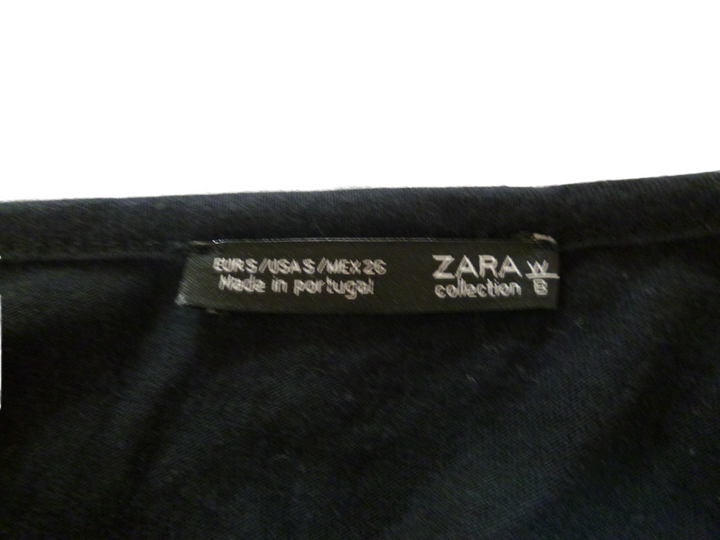 EUR S/USA S/MEX 26
Made in portugal
ZARA W
collection B